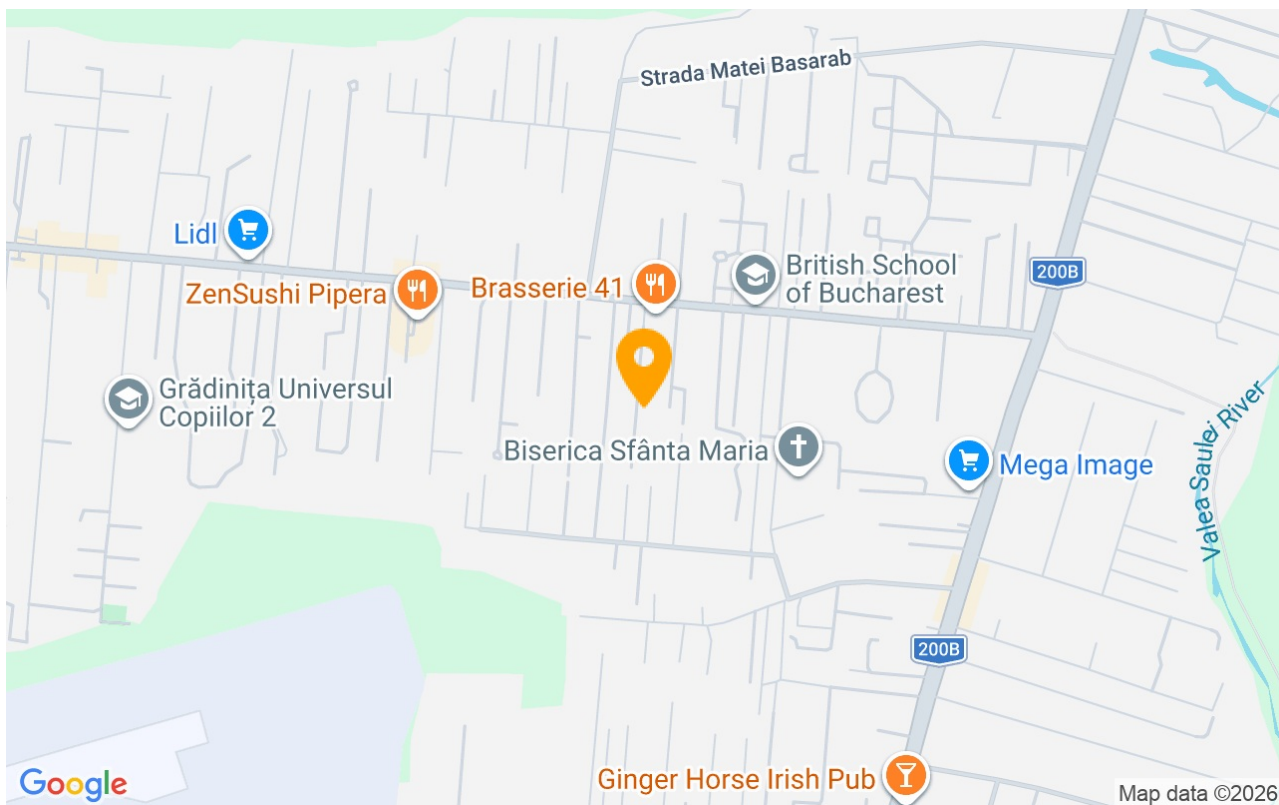 Strada Matei Basarab
Lidl
200B
British School
of Bucharest
Brasserie 41
ZenSushi Pipera
Grădinița Universul
Copiilor 2
Biserica Sfânta Maria
Mega Image
Valea Saulei River
200B
Ginger Horse Irish Pub
Google
Map data ©2026